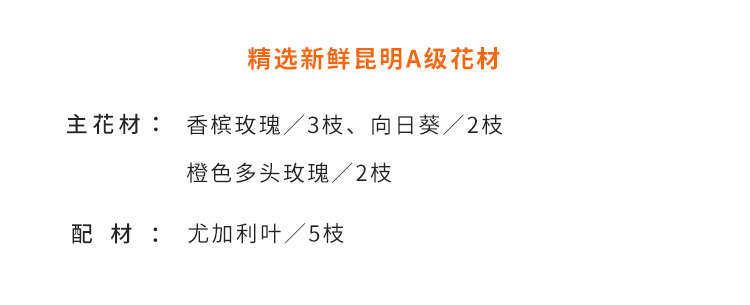 精选新鲜昆明A级花材
主花材：香槟玫瑰／3枝、向日葵／2枝
橙色多头玫瑰／2枝
配材：尤加利叶／5枝